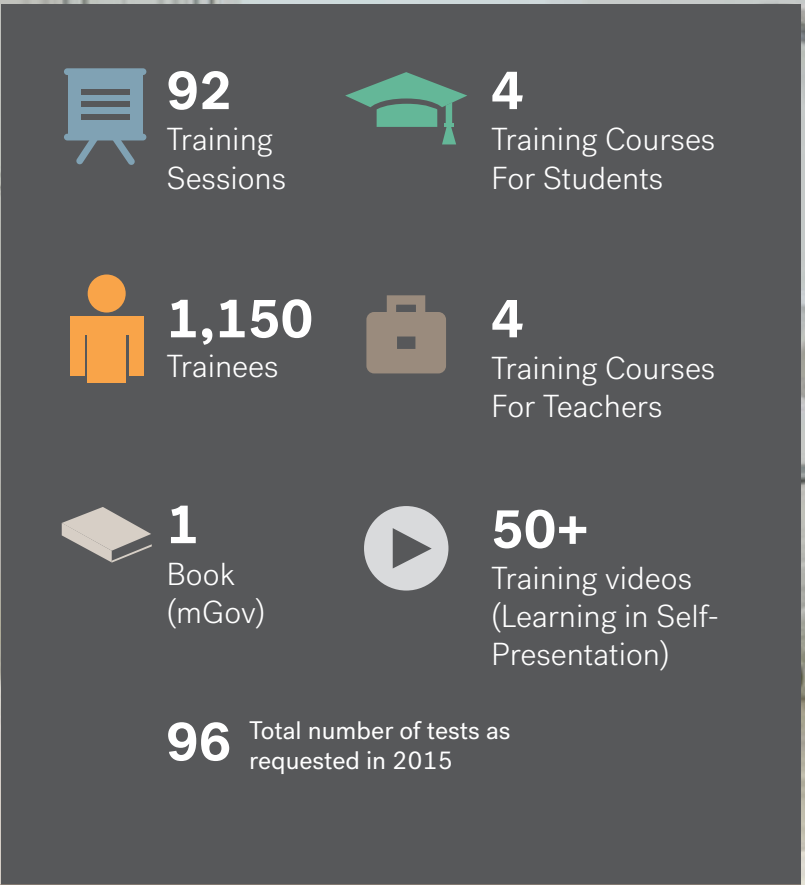 92
Training
Sessions
4
Training Courses
For Students
1,150
Trainees
4
Training Courses
For Teachers
1
Book
(mGov)
50+
Training videos
(Learning in Self-
Presentation)
96
Total number of tests as
requested in 2015